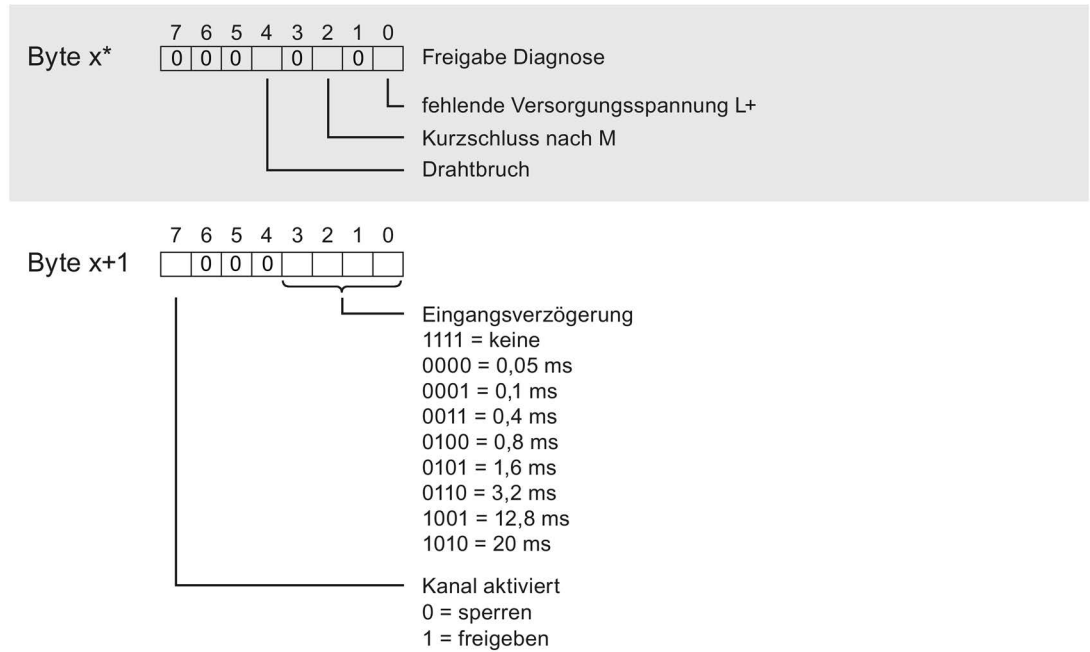 7 6 5 4 3 2 1 0
Byte x* 0 0 0 0 0 Freigabe Diagnose
fehlende Versorgungsspannung L+
Kurzschluss nach M
Drahtbruch
7 6 5 4 3 2 1 0
Byte x+1 0 0 0
Eingangsverzögerung
1111 = keine
0000 = 0,05 ms
0001 = 0,1 ms
0011 = 0,4 ms
0100 = 0,8 ms
0101 = 1,6 ms
0110 = 3,2 ms
1001 = 12,8 ms
1010 = 20 ms
Kanal aktiviert
0 = sperren
1 = freigeben